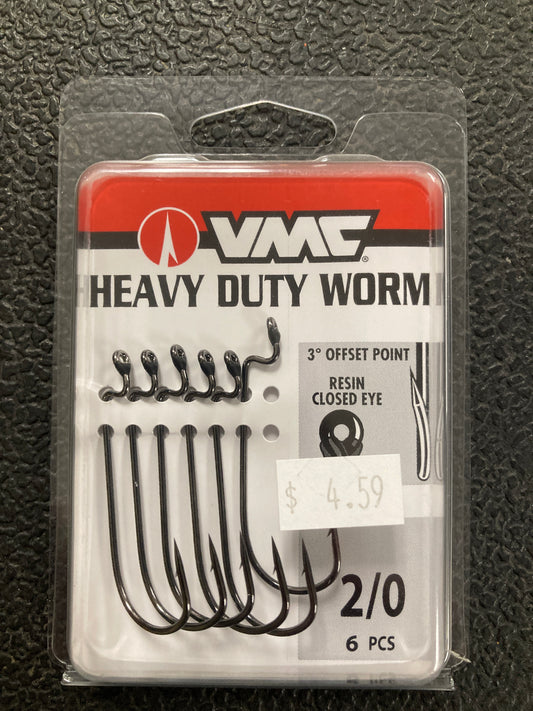 VMC®
HEAVY DUTY WORM
3° OFFSET POINT
RESIN
CLOSED EYE
$ 4.59
2/0
6 PCS